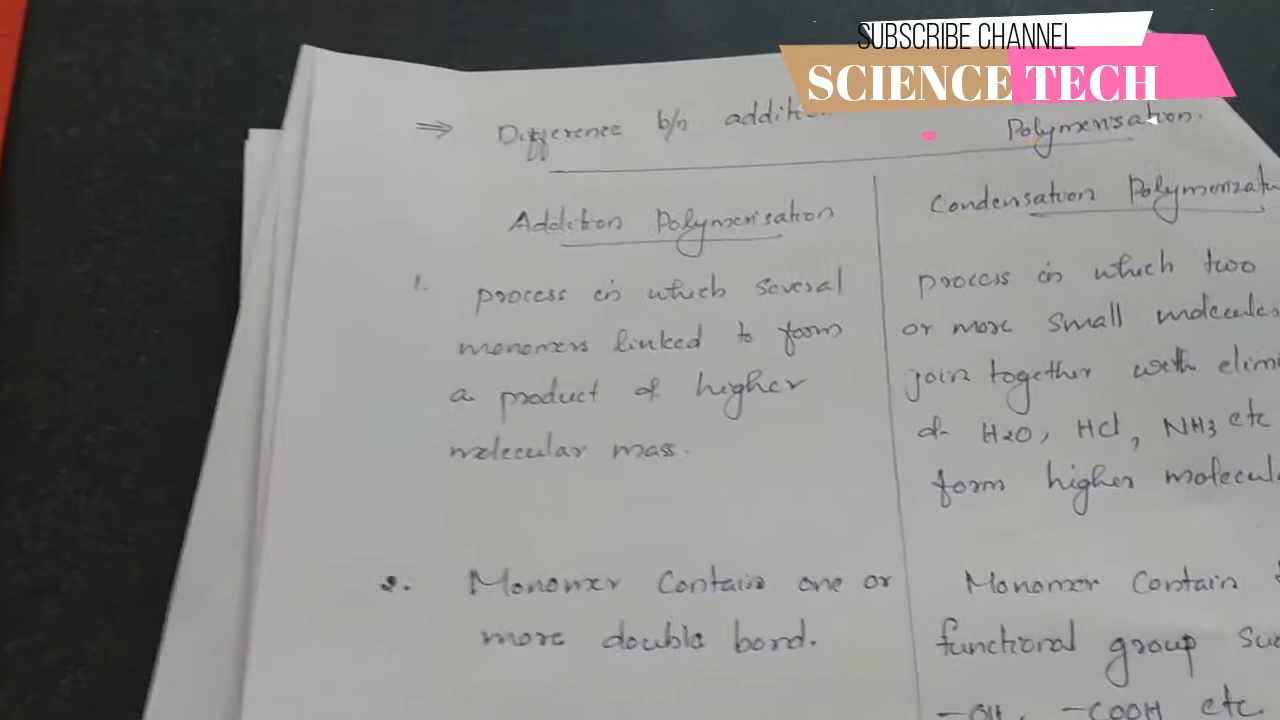 SUBSCRIBE CHANNEL
SCIENCE TECH
⇒ Difference b/n additi
Polymerisation.
Addition Polymerisation
1. process in which several
monomers linked to form
a product of higher
molecular mass.
2. Monomer Contain one or
more double bond.
Condensation Polymerizat
process in which two
or more small molecules
join together with elimi
of H2O, HCl, NH3 etc
form higher molecul
Monomer Contain
functional group suc
-OH, -COOH etc